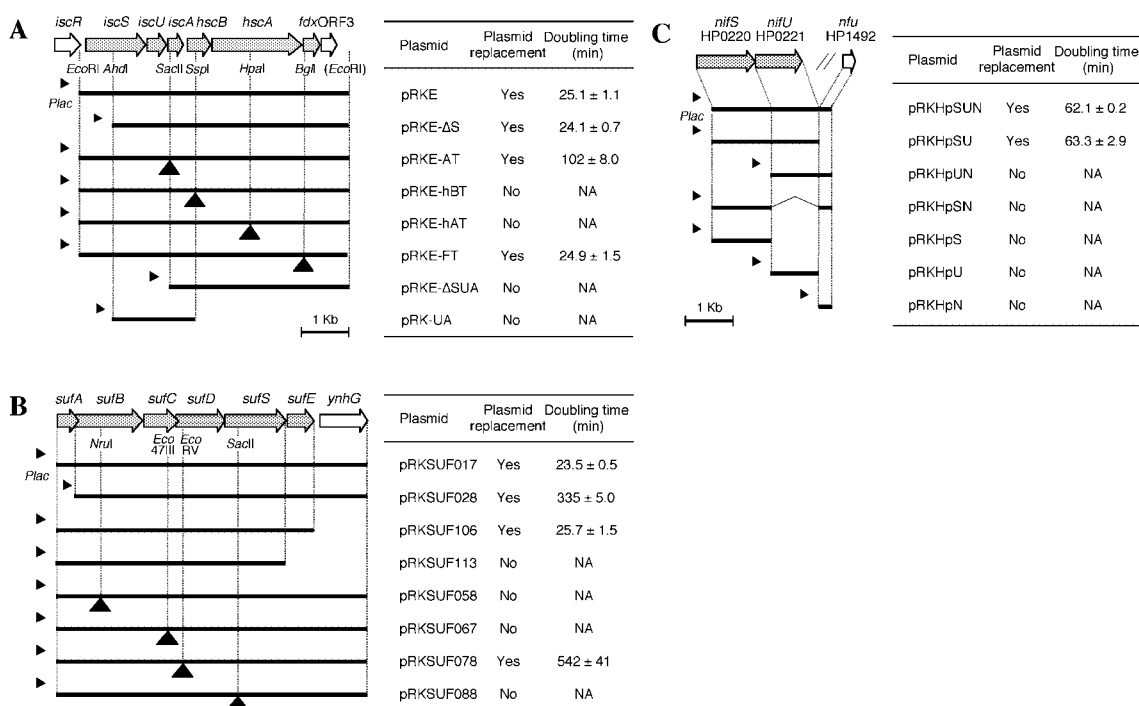 A
iscR iscS iscU iscA hscB hscA fdx ORF3
EcoRI AhdI SacII SspI HpaI BglI (EcoRI)
Plac
1 Kb
Plasmid Plasmid replacement Doubling time (min)
pRKE Yes 25.1 ± 1.1
pRKE-ΔS Yes 24.1 ± 0.7
pRKE-AT Yes 102 ± 8.0
pRKE-hBT No NA
pRKE-hAT No NA
pRKE-FT Yes 24.9 ± 1.5
pRKE-ΔSUA No NA
pRK-UA No NA
B
sufA sufB sufC sufD sufS sufE ynhG
NruI Eco 47III Eco RV SacII
Plac
Plasmid Plasmid replacement Doubling time (min)
pRKSUF017 Yes 23.5 ± 0.5
pRKSUF028 Yes 335 ± 5.0
pRKSUF106 Yes 25.7 ± 1.5
pRKSUF113 No NA
pRKSUF058 No NA
pRKSUF067 No NA
pRKSUF078 Yes 542 ± 41
pRKSUF088 No NA
C
nifS nifU nfu
HP0220 HP0221 HP1492
Plac
1 Kb
Plasmid Plasmid replacement Doubling time (min)
pRKHpSUN Yes 62.1 ± 0.2
pRKHpSU Yes 63.3 ± 2.9
pRKHpUN No NA
pRKHpSN No NA
pRKHpS No NA
pRKHpU No NA
pRKHpN No NA